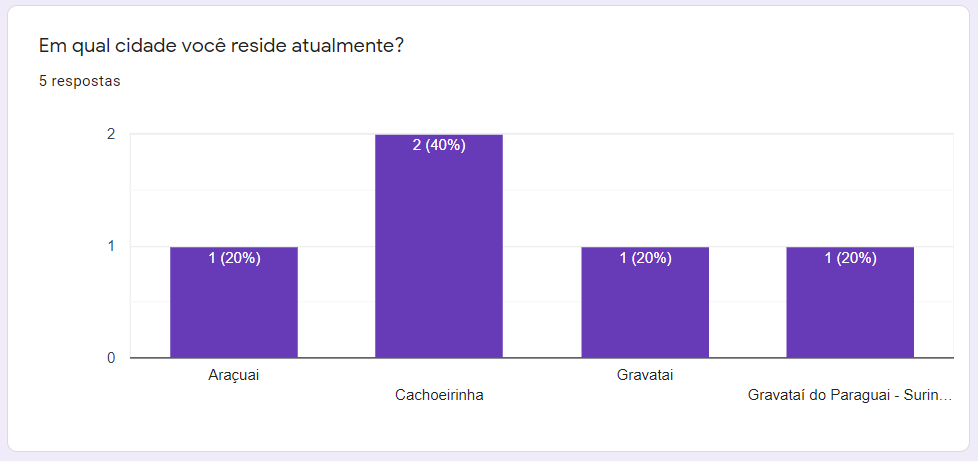 Em qual cidade você reside atualmente?
5 respostas
2
1
0
2 (40%)
1 (20%)
1 (20%)
1 (20%)
Araçuai
Cachoeirinha
Gravatai
Gravataí do Paraguai - Surin…